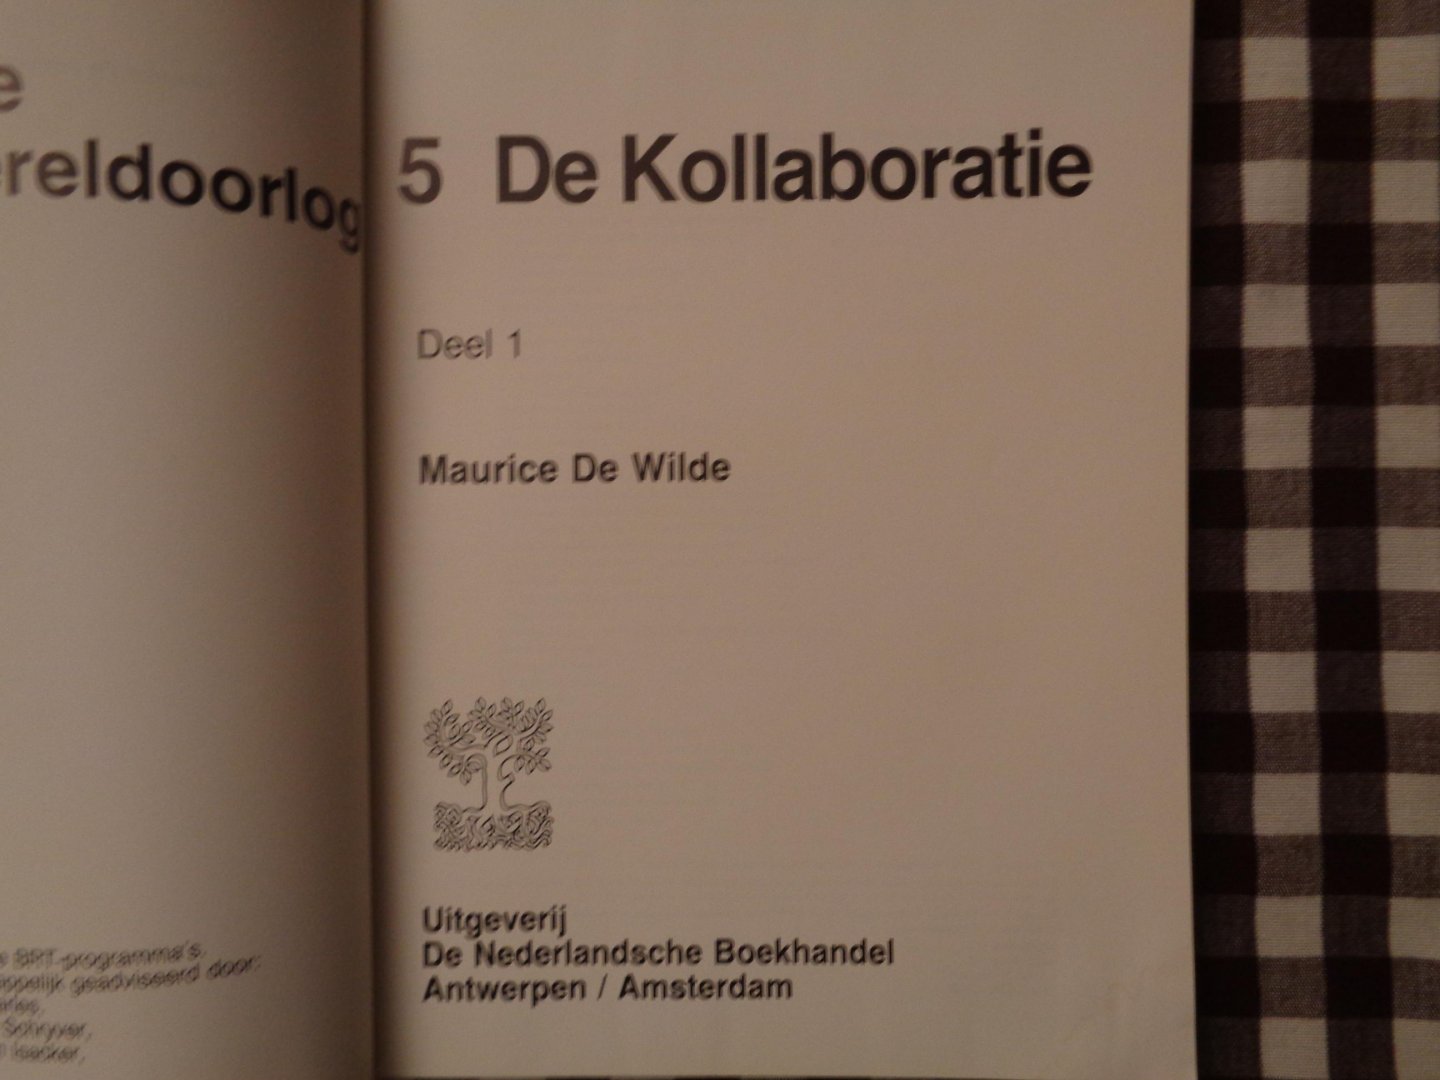 e
ereldoorlog
e BRT-programma's.
geadviseerd door:
Schryver,
5 De Kollaboratie
Deel 1
Maurice De Wilde
Uitgeverij
De Nederlandsche Boekhandel
Antwerpen / Amsterdam